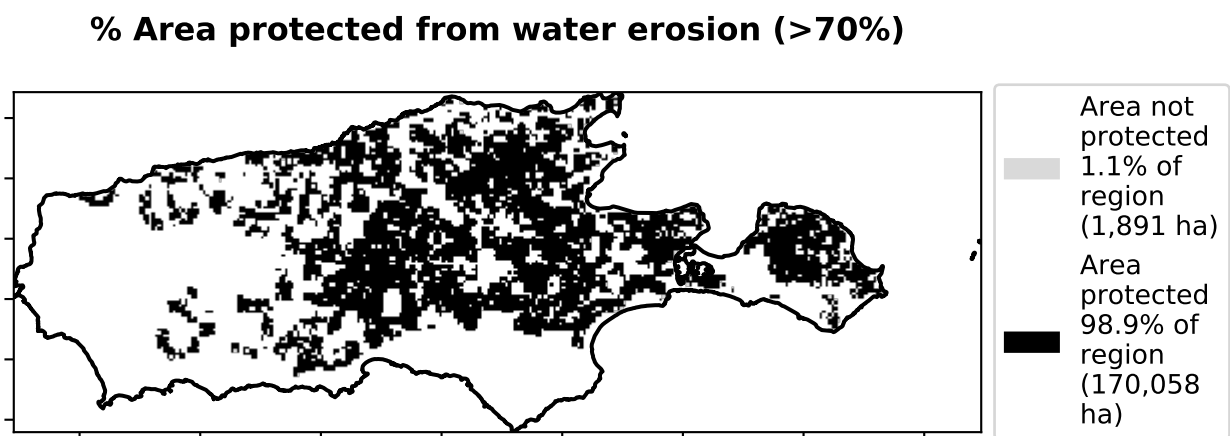 % Area protected from water erosion (>70%)
Area not
protected
1.1% of
region
(1,891 ha)
Area
protected
98.9% of
region
(170,058
ha)